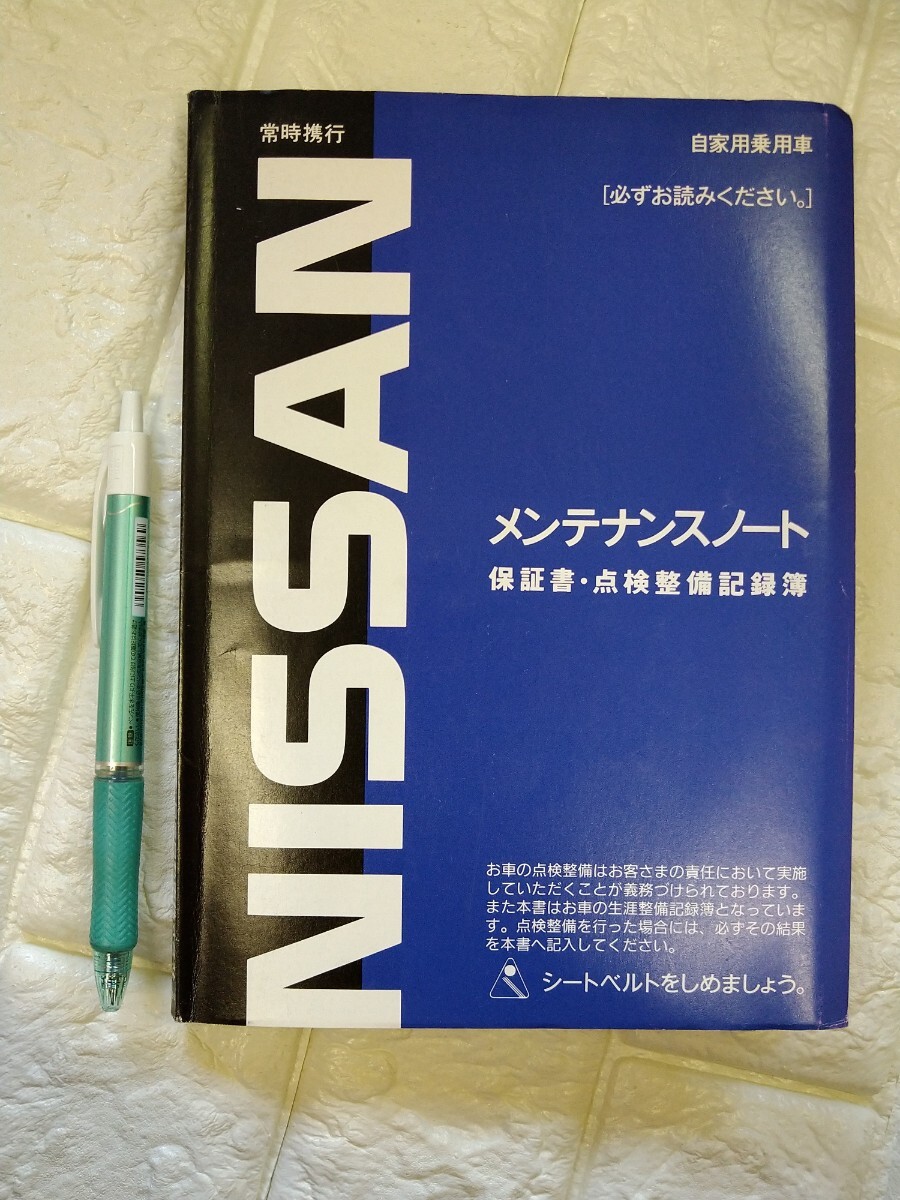 常時携行
自家用乗用車
[必ずお読みください。]
NISSAN
メンテナンスノート
保証書・点検整備記録簿
お車の点検整備はお客さまの責任において実施
していただくことが義務づけられております。
また本書はお車の生涯整備記録簿となっていま
す。点検整備を行った場合には、必ずその結果
を本書へ記入してください。
シートベルトをしめましょう。